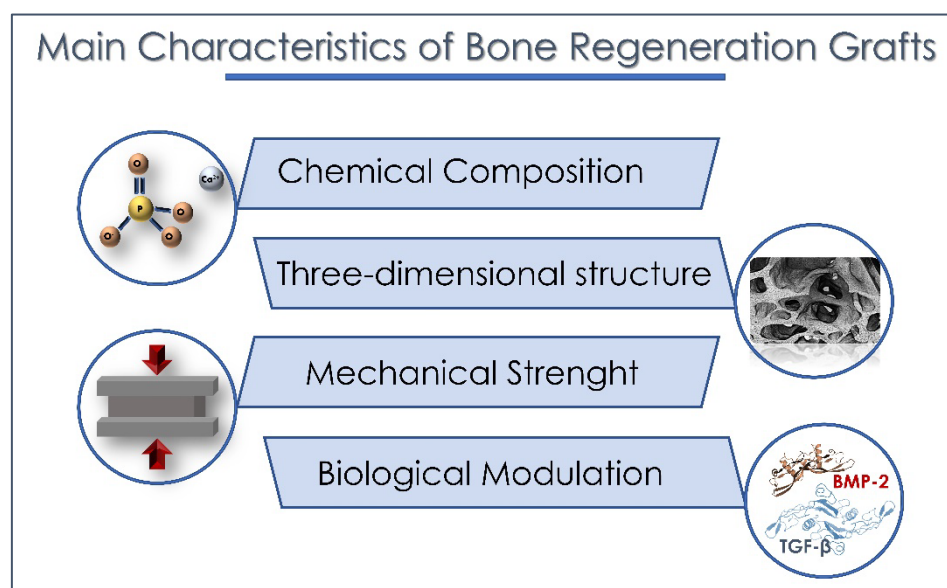 Main Characteristics of Bone Regeneration Grafts
O
Ca²⁺
P
O
O
O
Chemical Composition
Three-dimensional structure
Mechanical Strenght
Biological Modulation
BMP-2
TGF-β